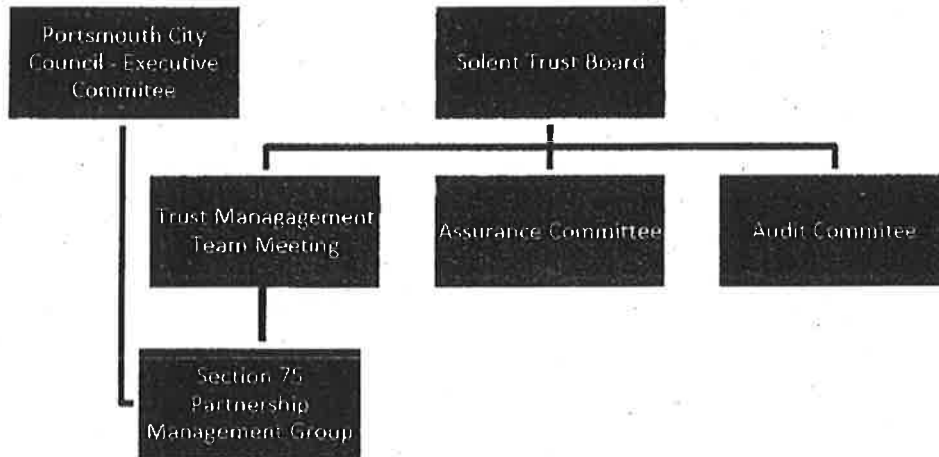 Portsmouth City
Council - Executive
Commitee
Solent Trust Board
Trust Managagement
Team Meeting
Assurance Committee
Audit Commitee
Section 75
Partnership
Management Group